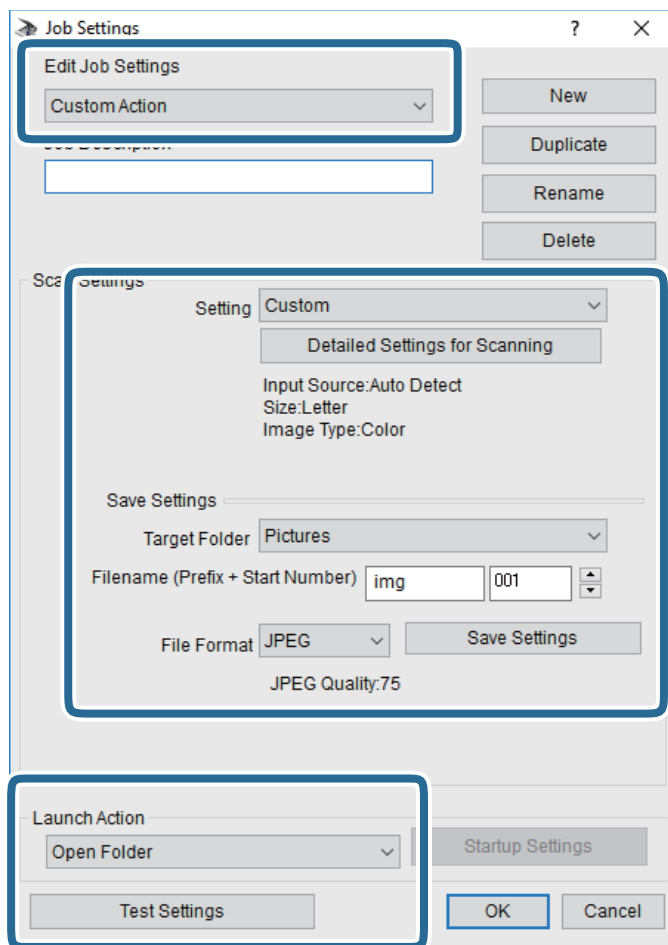 Job Settings
?
Edit Job Settings
Custom Action
New
Duplicate
Rename
Delete
Settings
Setting Custom
Detailed Settings for Scanning
Input Source:Auto Detect
Size:Letter
Image Type:Color
Save Settings
Target Folder Pictures
Filename (Prefix + Start Number) img 001
File Format JPEG Save Settings
JPEG Quality:75
Launch Action
Open Folder Startup Settings
Test Settings OK Cancel